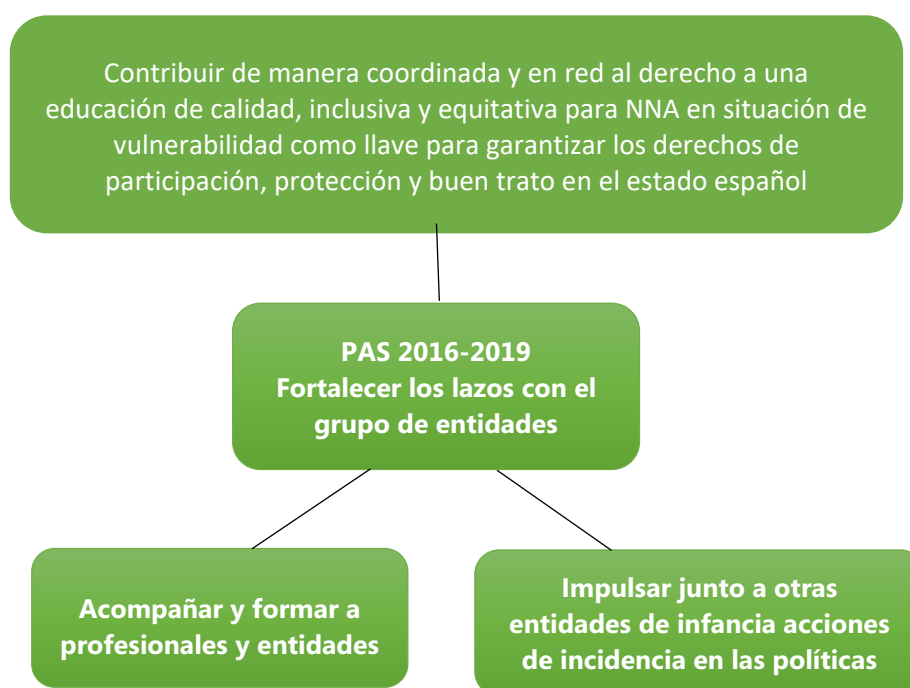 Contribuir de manera coordinada y en red al derecho a una
educación de calidad, inclusiva y equitativa para NNA en situación de
vulnerabilidad como llave para garantizar los derechos de
participación, protección y buen trato en el estado español
PAS 2016-2019
Fortalecer los lazos con el
grupo de entidades
Acompañar y formar a
profesionales y entidades
Impulsar junto a otras
entidades de infancia acciones
de incidencia en las políticas